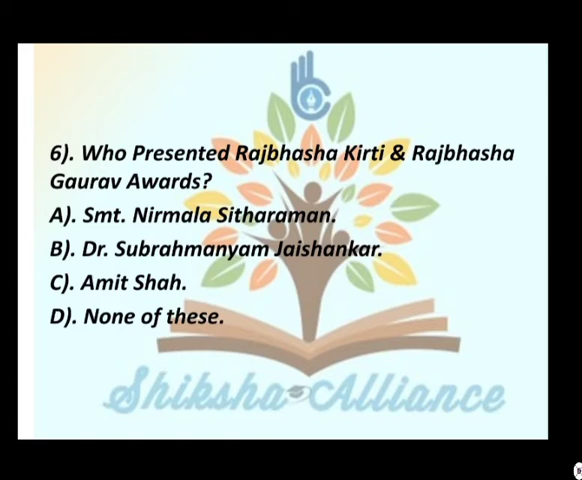 6). Who Presented Rajbhasha Kirti & Rajbhasha
Gaurav Awards?
A). Smt. Nirmala Sitharaman.
B). Dr. Subrahmanyam Jaishankar.
C). Amit Shah.
D). None of these.
Shiksha Alliance